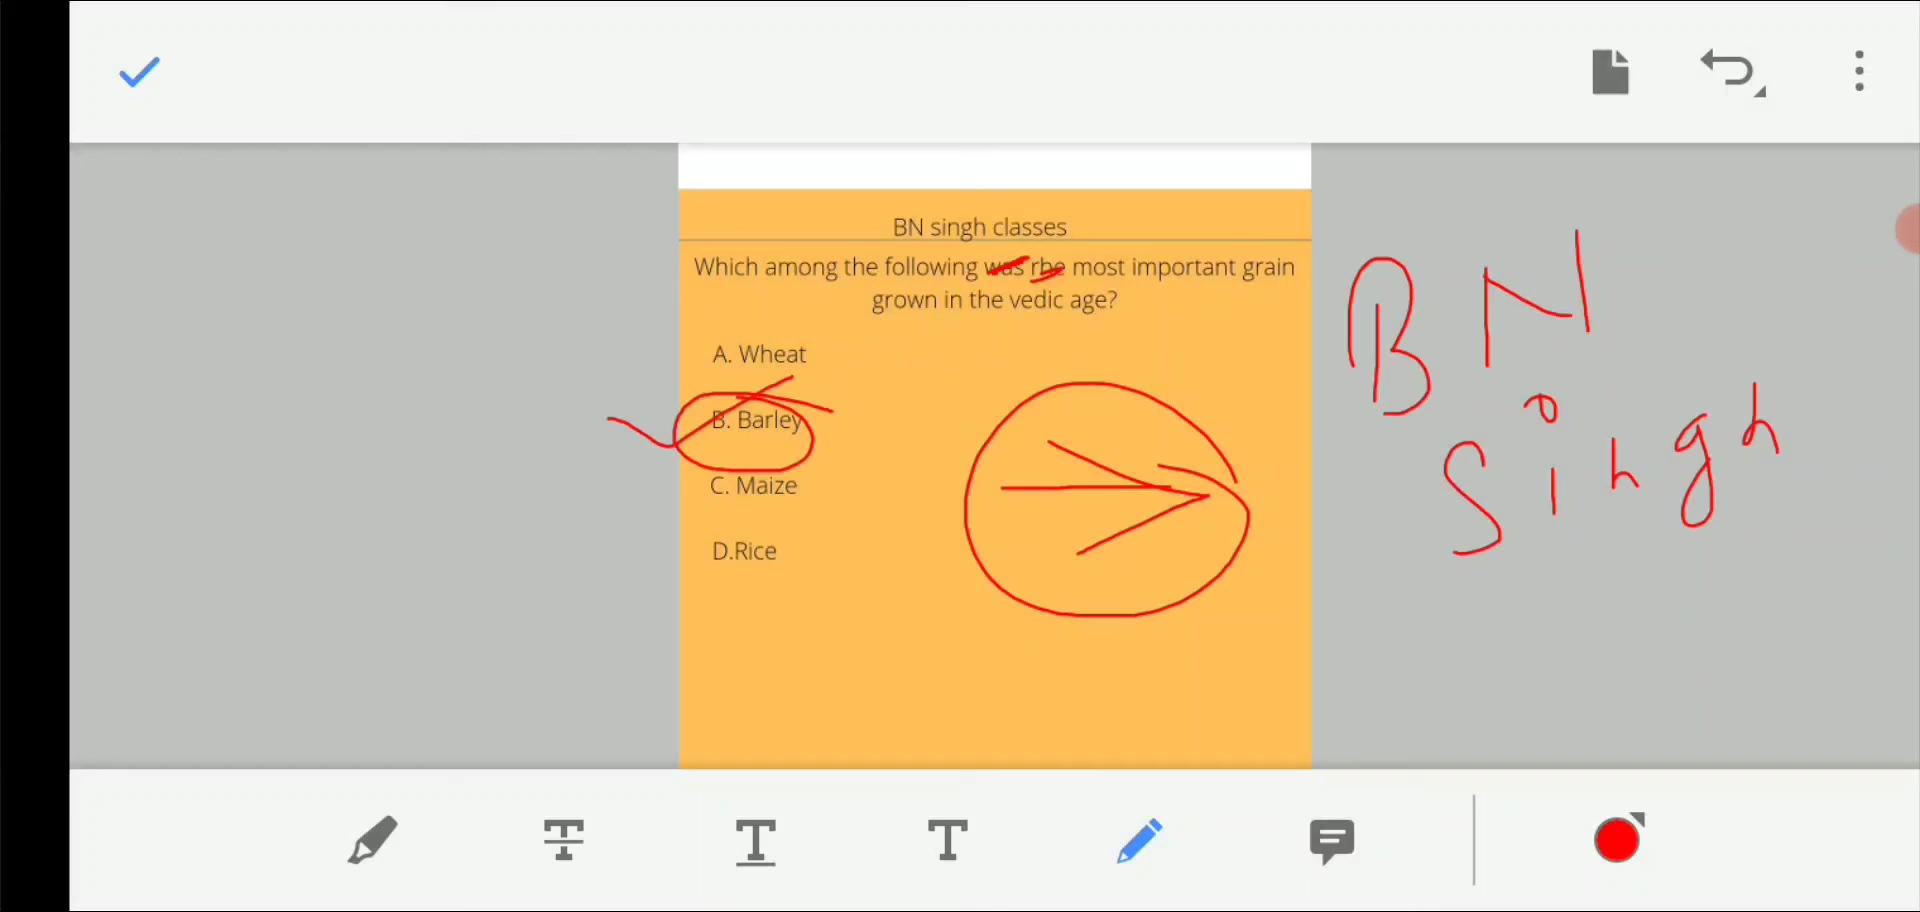 BN singh classes
Which among the following was rhe most important grain
grown in the vedic age?
A. Wheat
B. Barley
C. Maize
D.Rice
BN
Singh